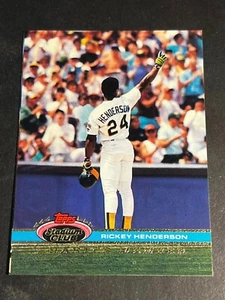 HENDERSON
24
Topps
Stadium
CLUB
RICKEY HENDERSON